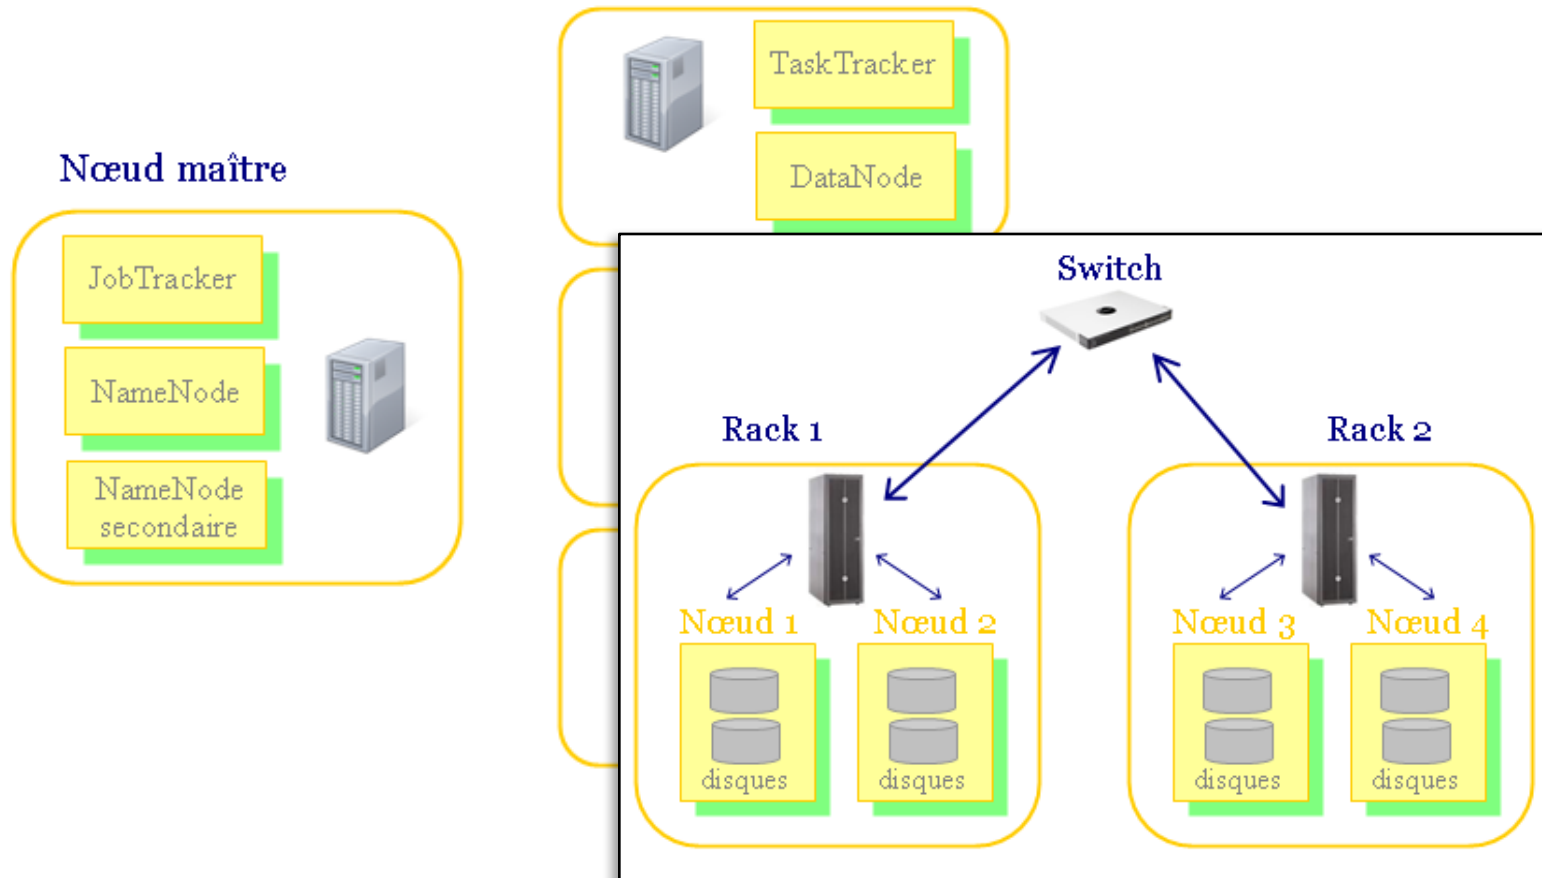 Nœud maître
JobTracker
NameNode
NameNode
secondaire
TaskTracker
DataNode
Switch
Rack 1
Rack 2
Nœud 1
Nœud 2
Nœud 3
Nœud 4
disques
disques
disques
disques